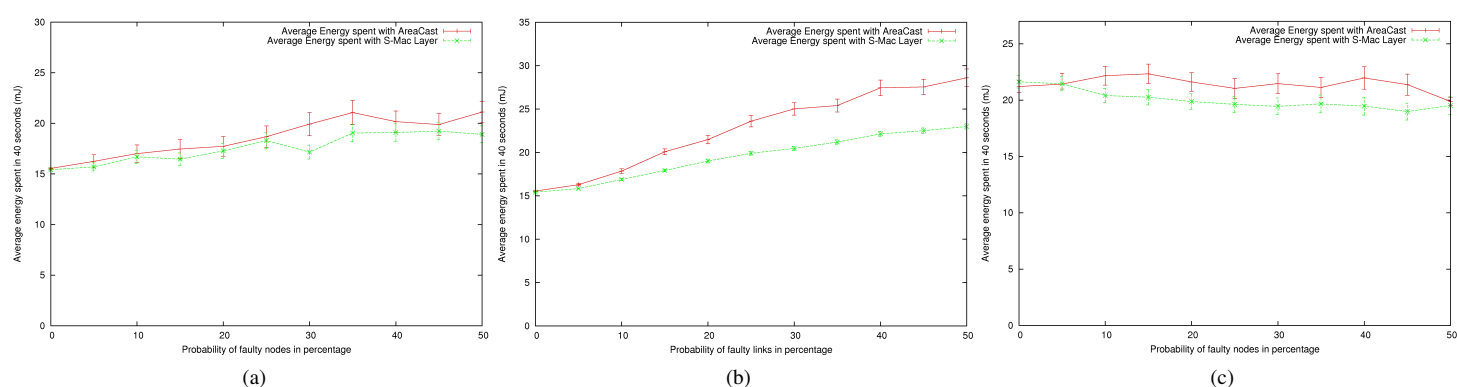 Average energy spent in 40 seconds (mJ)
30
25
20
15
10
5
0
Average Energy spent with AreaCast
Average Energy spent with S-Mac Layer
0 10 20 30 40 50
Probability of faulty nodes in percentage
(a)
Average energy spent in 40 seconds (mJ)
35
30
25
20
15
10
5
0
Average Energy spent with AreaCast
Average Energy spent with S-Mac Layer
0 10 20 30 40 50
Probability of faulty links in percentage
(b)
Average energy spent in 40 seconds (mJ)
25
20
15
10
5
0
Average Energy spent with AreaCast
Average Energy spent with S-Mac Layer
0 10 20 30 40 50
Probability of faulty nodes in percentage
(c)